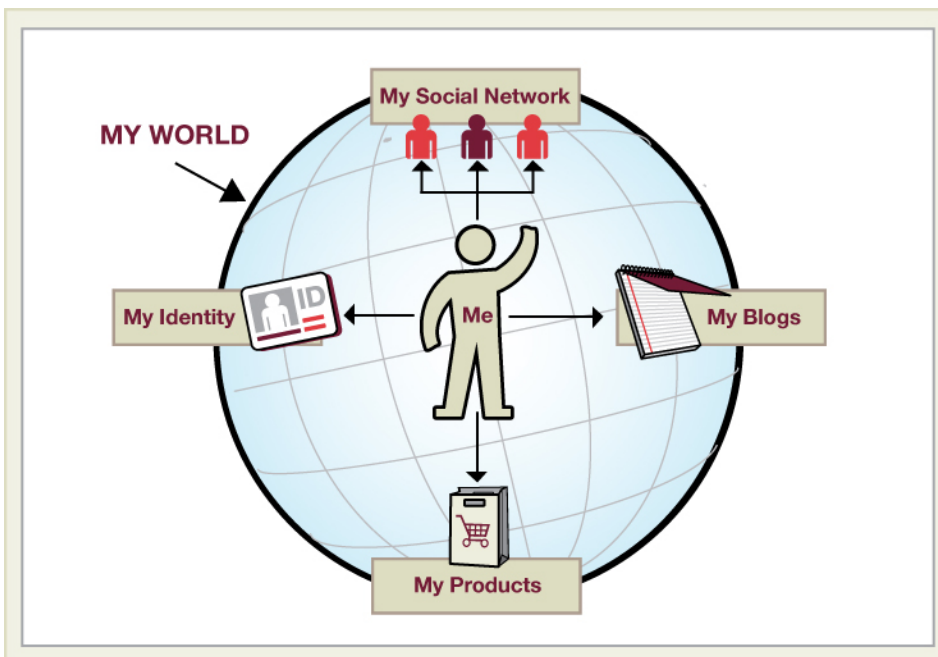 My Social Network
MY WORLD
My Identity
ID
Me
My Blogs
My Products